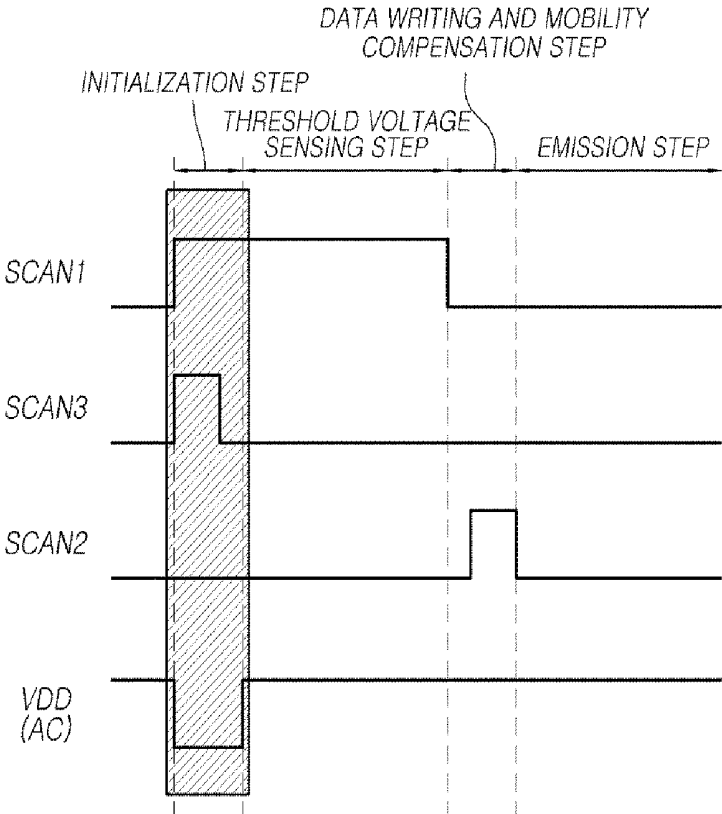 DATA WRITING AND MOBILITY
COMPENSATION STEP
INITIALIZATION STEP
THRESHOLD VOLTAGE
SENSING STEP
EMISSION STEP
SCAN1
SCAN3
SCAN2
VDD
(AC)